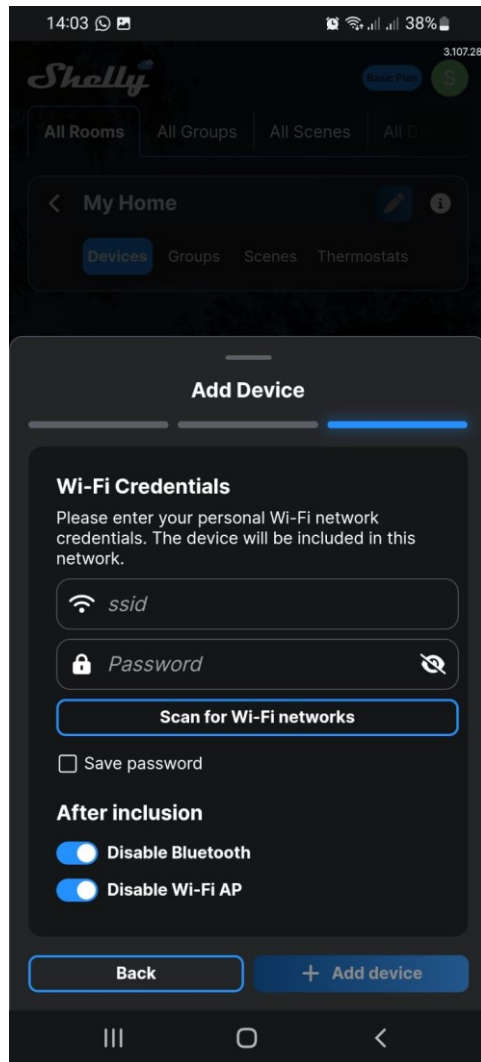 14:03 38%
3.107.28
Shelly
Basic Plan S
All Rooms All Groups All Scenes
My Home
Devices Groups Scenes Thermostats
Add Device
Wi-Fi Credentials
Please enter your personal Wi-Fi network
credentials. The device will be included in this
network.
ssid
Password
Scan for Wi-Fi networks
Save password
After inclusion
Disable Bluetooth
Disable Wi-Fi AP
Back + Add device